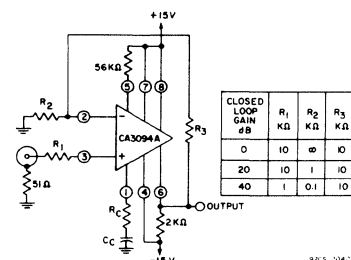 +15V
R2
56KΩ
5
7
8
2
−
CA3094A
R3
R1
3
+
51Ω
1
4
6
RC
CC
2KΩ
OUTPUT
-15V
CLOSED LOOP GAIN dB
R1 KΩ
R2 KΩ
R3 KΩ
0 10 ∞ 10
20 10 1 10
40 1 0.1 10